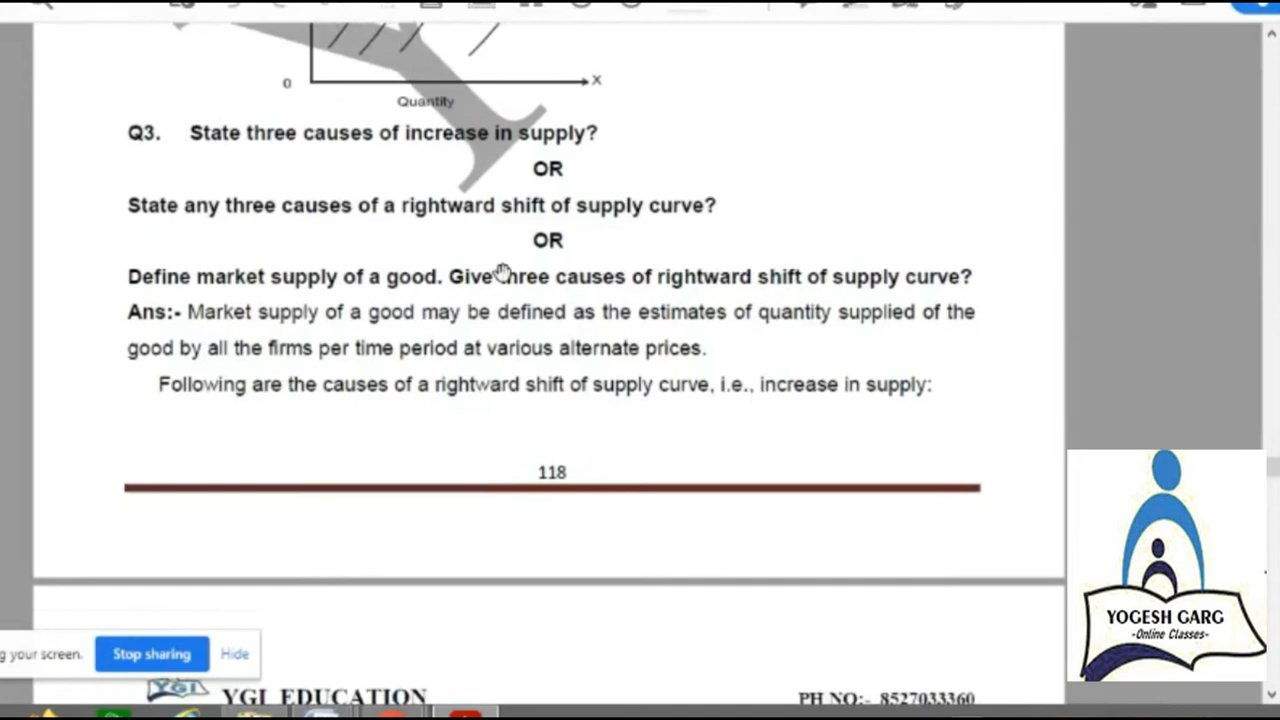 0
X
Quantity
Q3. State three causes of increase in supply?
OR
State any three causes of a rightward shift of supply curve?
OR
Define market supply of a good. Give three causes of rightward shift of supply curve?
Ans:- Market supply of a good may be defined as the estimates of quantity supplied of the
good by all the firms per time period at various alternate prices.
Following are the causes of a rightward shift of supply curve, i.e., increase in supply:
118
YOGESH GARG
-Online Classes-
g your screen.
Stop sharing
Hide
YGI
YGI EDUCATION
PH NO:- 8527033360